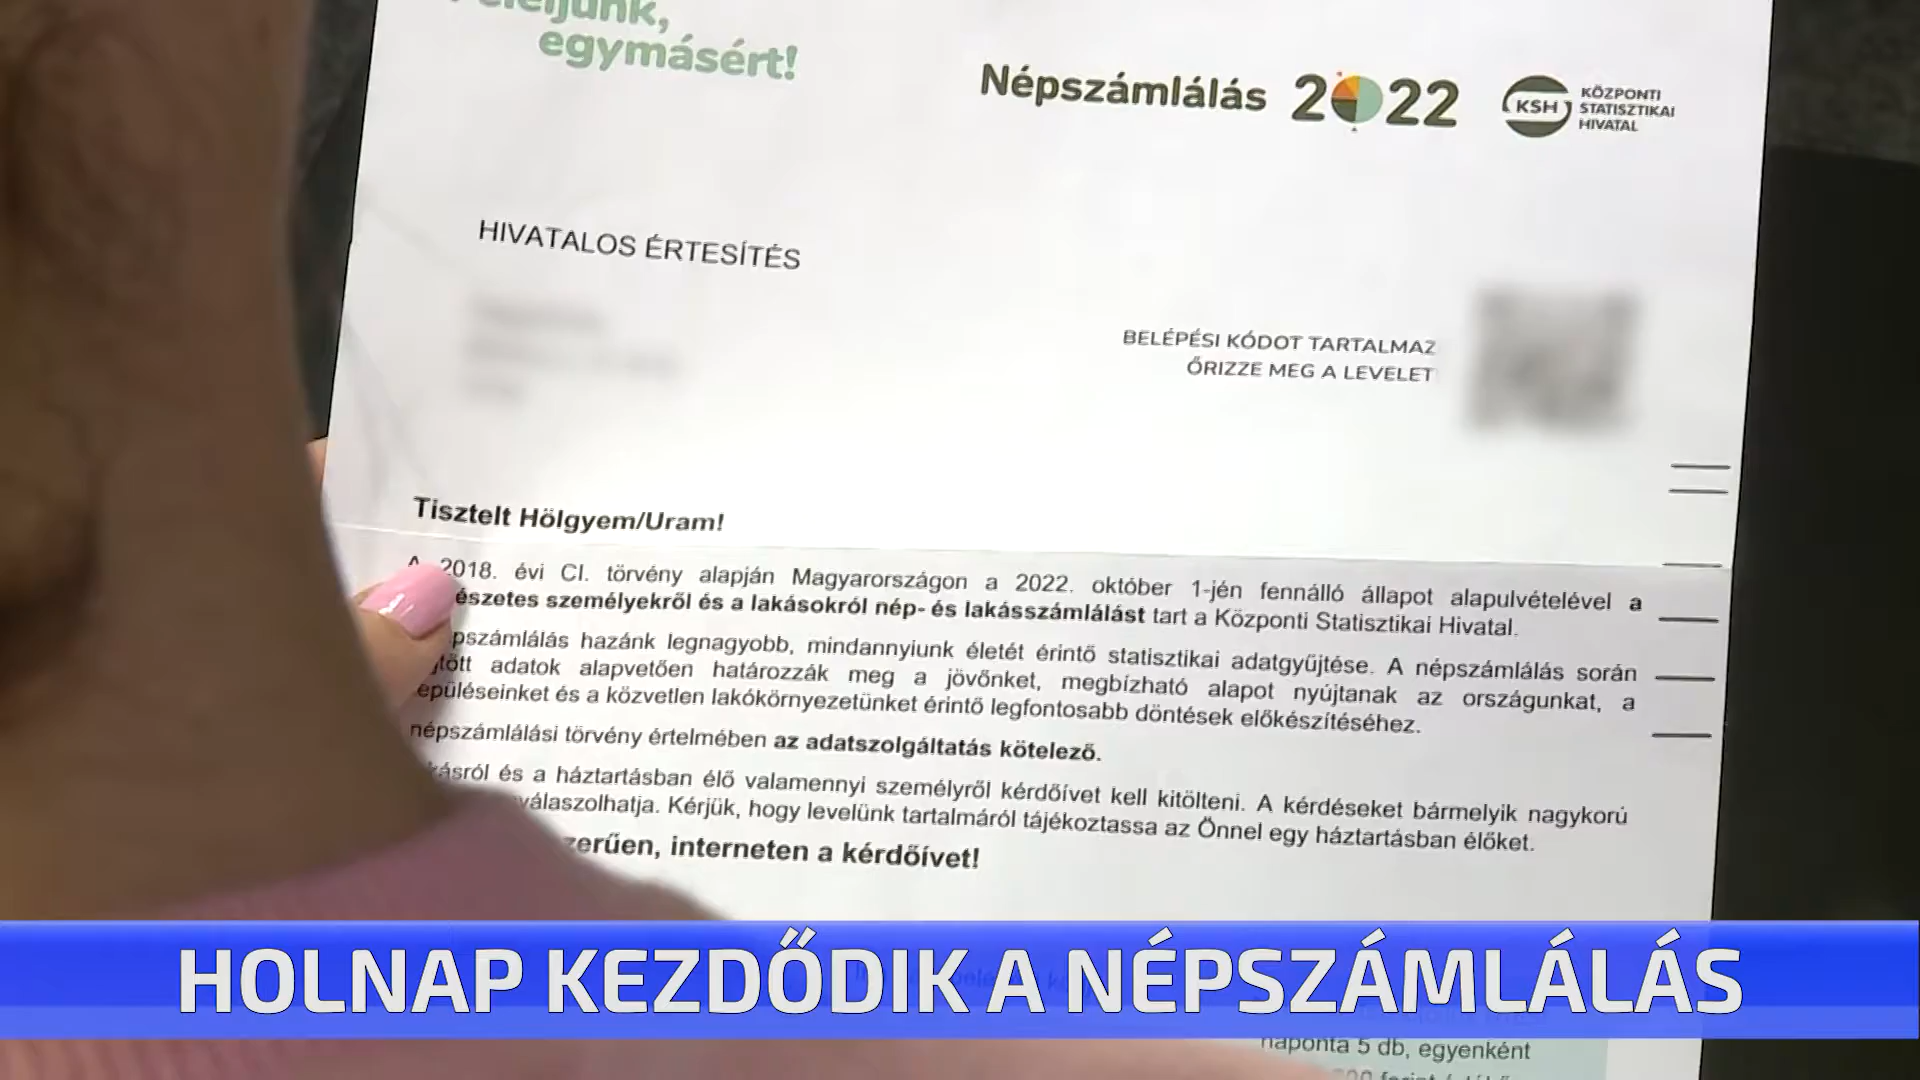 egymásért!
Népszámlálás 2022
KSH
KÖZPONTI
STATISZTIKAI
HIVATAL
HIVATALOS ÉRTESÍTÉS
BELÉPÉSI KÓDOT TARTALMAZ
ŐRIZZE MEG A LEVELET
Tisztelt Hölgyem/Uram!
A 2018. évi CI. törvény alapján Magyarországon a 2022. október 1-jén fennálló állapot alapulvételével a
személyekről és a lakásokról nép- és lakásszámlálást tart a Központi Statisztikai Hivatal.
hazánk legnagyobb, mindannyiunk életét érintő statisztikai adatgyűjtése. A népszámlálás során
adatok alapvetően határozzák meg a jövőnket, megbízható alapot nyújtanak az országunkat, a
és a közvetlen lakókörnyezetünket érintő legfontosabb döntések előkészítéséhez.
népszámlálási törvény értelmében az adatszolgáltatás kötelező.
és a háztartásban élő valamennyi személyről kérdőívet kell kitölteni. A kérdéseket bármelyik nagykorú
válaszolhatja. Kérjük, hogy levelünk tartalmáról tájékoztassa az Önnel egy háztartásban élőket.
interneten a kérdőívet!
HOLNAP KEZDŐDIK A NÉPSZÁMLÁLÁS
naponta 5 db, egyenként